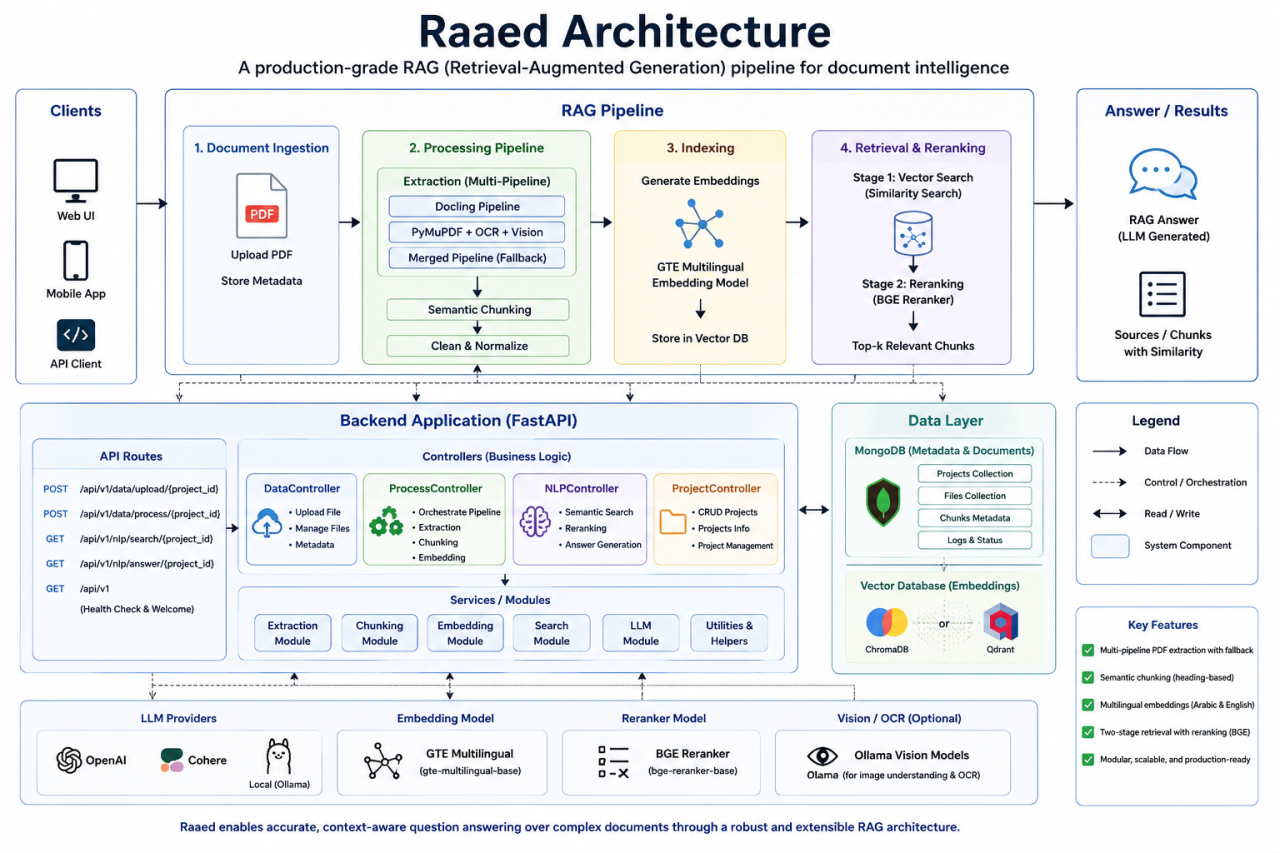 Raaed Architecture
A production-grade RAG (Retrieval-Augmented Generation) pipeline for document intelligence
Clients
Web UI
Mobile App
</>
API Client
RAG Pipeline
1. Document Ingestion
PDF
Upload PDF
Store Metadata
2. Processing Pipeline
Extraction (Multi-Pipeline)
Docling Pipeline
PyMuPDF + OCR + Vision
Merged Pipeline (Fallback)
Semantic Chunking
Clean & Normalize
3. Indexing
Generate Embeddings
GTE Multilingual
Embedding Model
Store in Vector DB
4. Retrieval & Reranking
Stage 1: Vector Search
(Similarity Search)
Stage 2: Reranking
(BGE Reranker)
Top-k Relevant Chunks
Answer / Results
RAG Answer
(LLM Generated)
Sources / Chunks
with Similarity
Backend Application (FastAPI)
API Routes
POST /api/v1/data/upload/{project_id}
POST /api/v1/data/process/{project_id}
GET /api/v1/nlp/search/{project_id}
GET /api/v1/nlp/answer/{project_id}
GET /api/v1
(Health Check & Welcome)
Controllers (Business Logic)
DataController
• Upload File
• Manage Files
• Metadata
ProcessController
• Orchestrate Pipeline
• Extraction
• Chunking
• Embedding
NLPController
• Semantic Search
• Reranking
• Answer Generation
ProjectController
• CRUD Projects
• Projects Info
• Project Management
Services / Modules
Extraction
Module
Chunking
Module
Embedding
Module
Search
Module
LLM
Module
Utilities &
Helpers
Data Layer
MongoDB (Metadata & Documents)
Projects Collection
Files Collection
Chunks Metadata
Logs & Status
Vector Database (Embeddings)
ChromaDB
or
Qdrant
Legend
Data Flow
Control / Orchestration
Read / Write
System Component
Key Features
Multi-pipeline PDF extraction with fallback
Semantic chunking (heading-based)
Multilingual embeddings (Arabic & English)
Two-stage retrieval with reranking (BGE)
Modular, scalable, and production-ready
LLM Providers
OpenAI
Cohere
Local (Ollama)
Embedding Model
GTE Multilingual
(gte-multilingual-base)
Reranker Model
BGE Reranker
(bge-reranker-base)
Vision / OCR (Optional)
Ollama Vision Models
Olama (for image understanding & OCR)
Raaed enables accurate, context-aware question answering over complex documents through a robust and extensible RAG architecture.